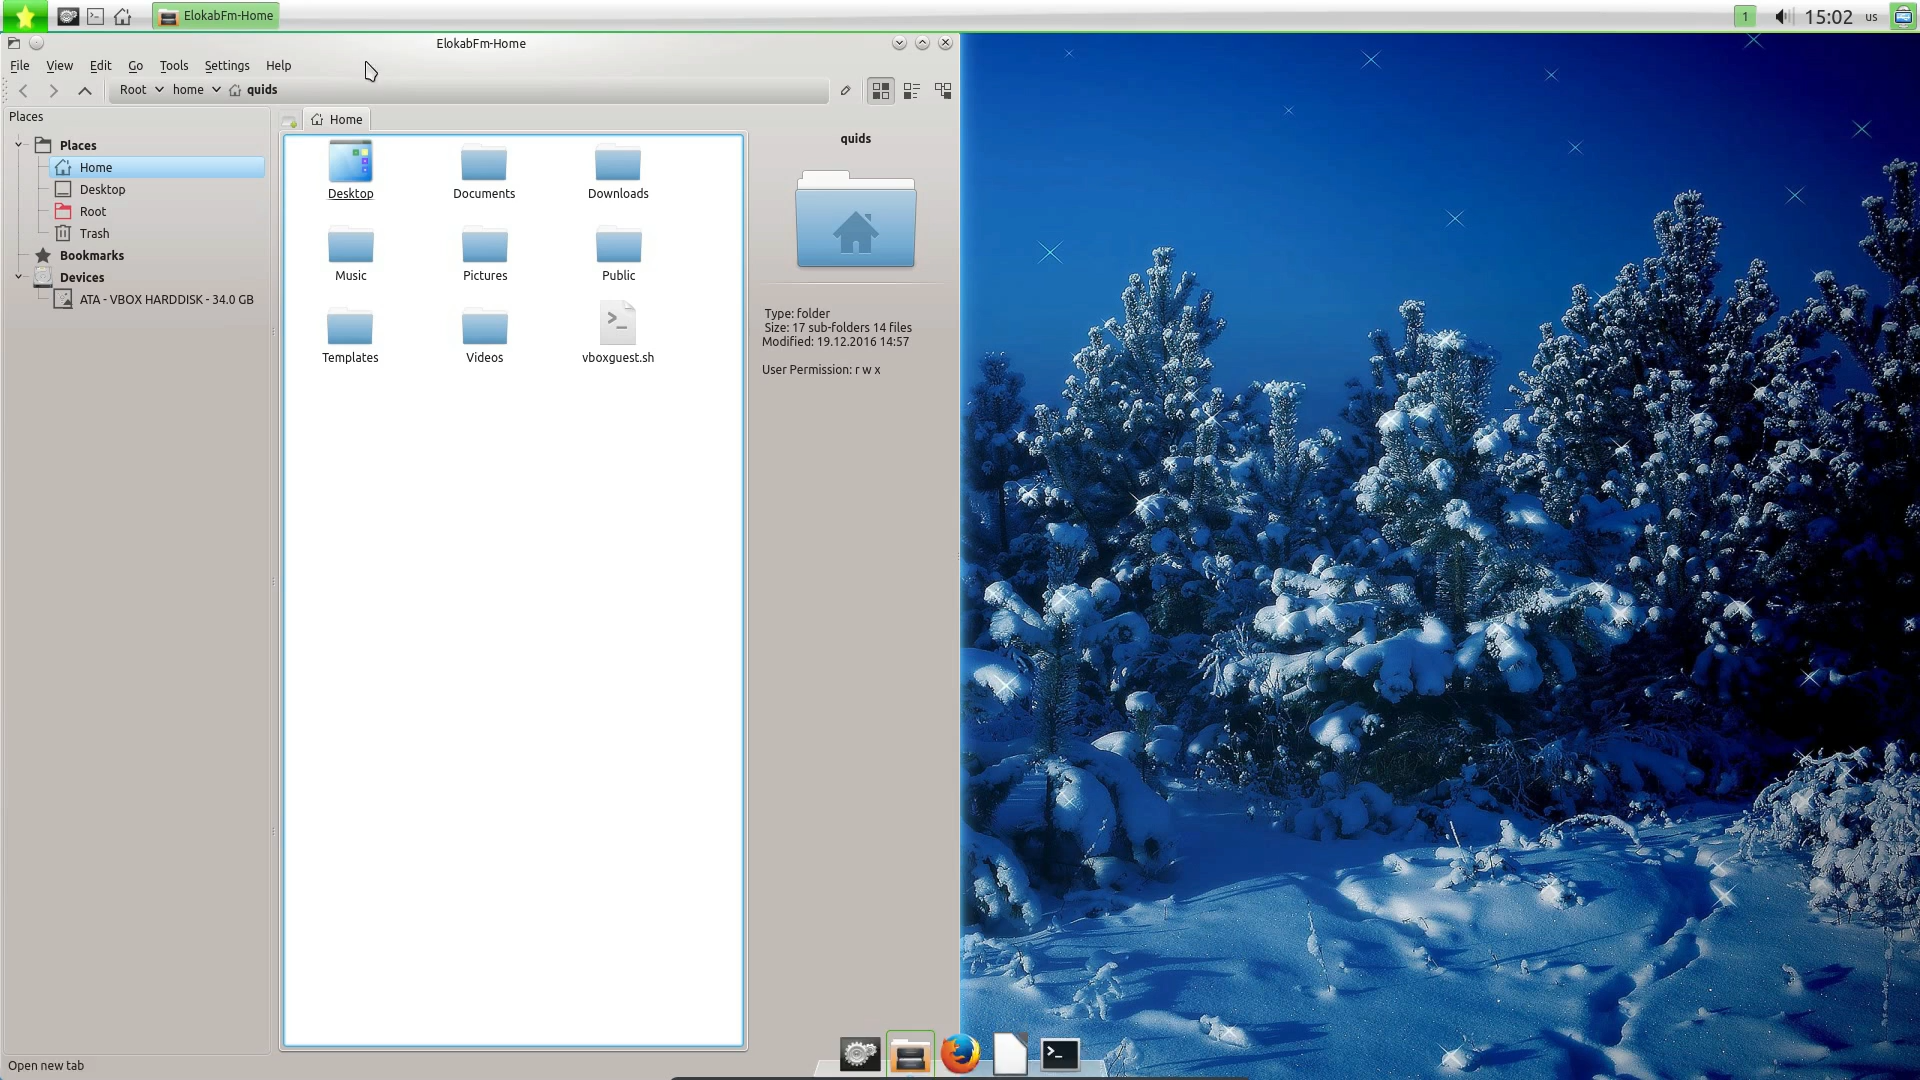 ElokabFm-Home
1
15:02
us
ElokabFm-Home
File View Edit Go Tools Settings Help
Root home quids
Places
Home
Places
Home
Desktop
Root
Trash
Bookmarks
Devices
ATA - VBOX HARDDISK - 34.0 GB
Desktop Documents Downloads
Music Pictures Public
Templates Videos vboxguest.sh
quids
Type: folder
Size: 17 sub-folders 14 files
Modified: 19.12.2016 14:57
User Permission: r w x
Open new tab